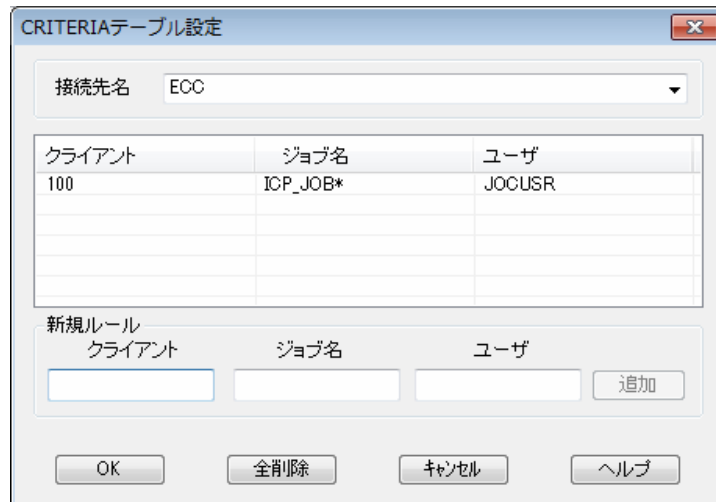 CRITERIAテーブル設定
接続先名 ECC
クライアント ジョブ名 ユーザ
100 ICP_JOB* JOCUSR
新規ルール
クライアント ジョブ名 ユーザ
追加
OK 全削除 ｷｬﾝｾﾙ ヘルプ